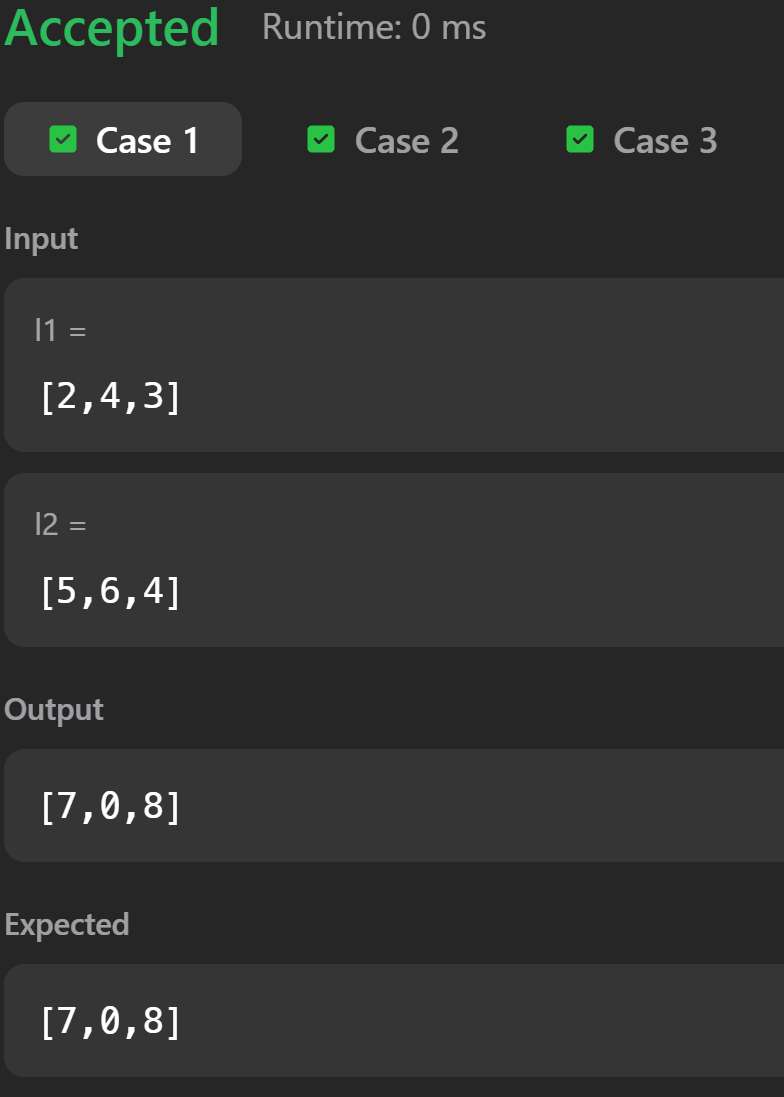 Accepted Runtime: 0 ms
Case 1 Case 2 Case 3
Input
l1 =
[2,4,3]
l2 =
[5,6,4]
Output
[7,0,8]
Expected
[7,0,8]